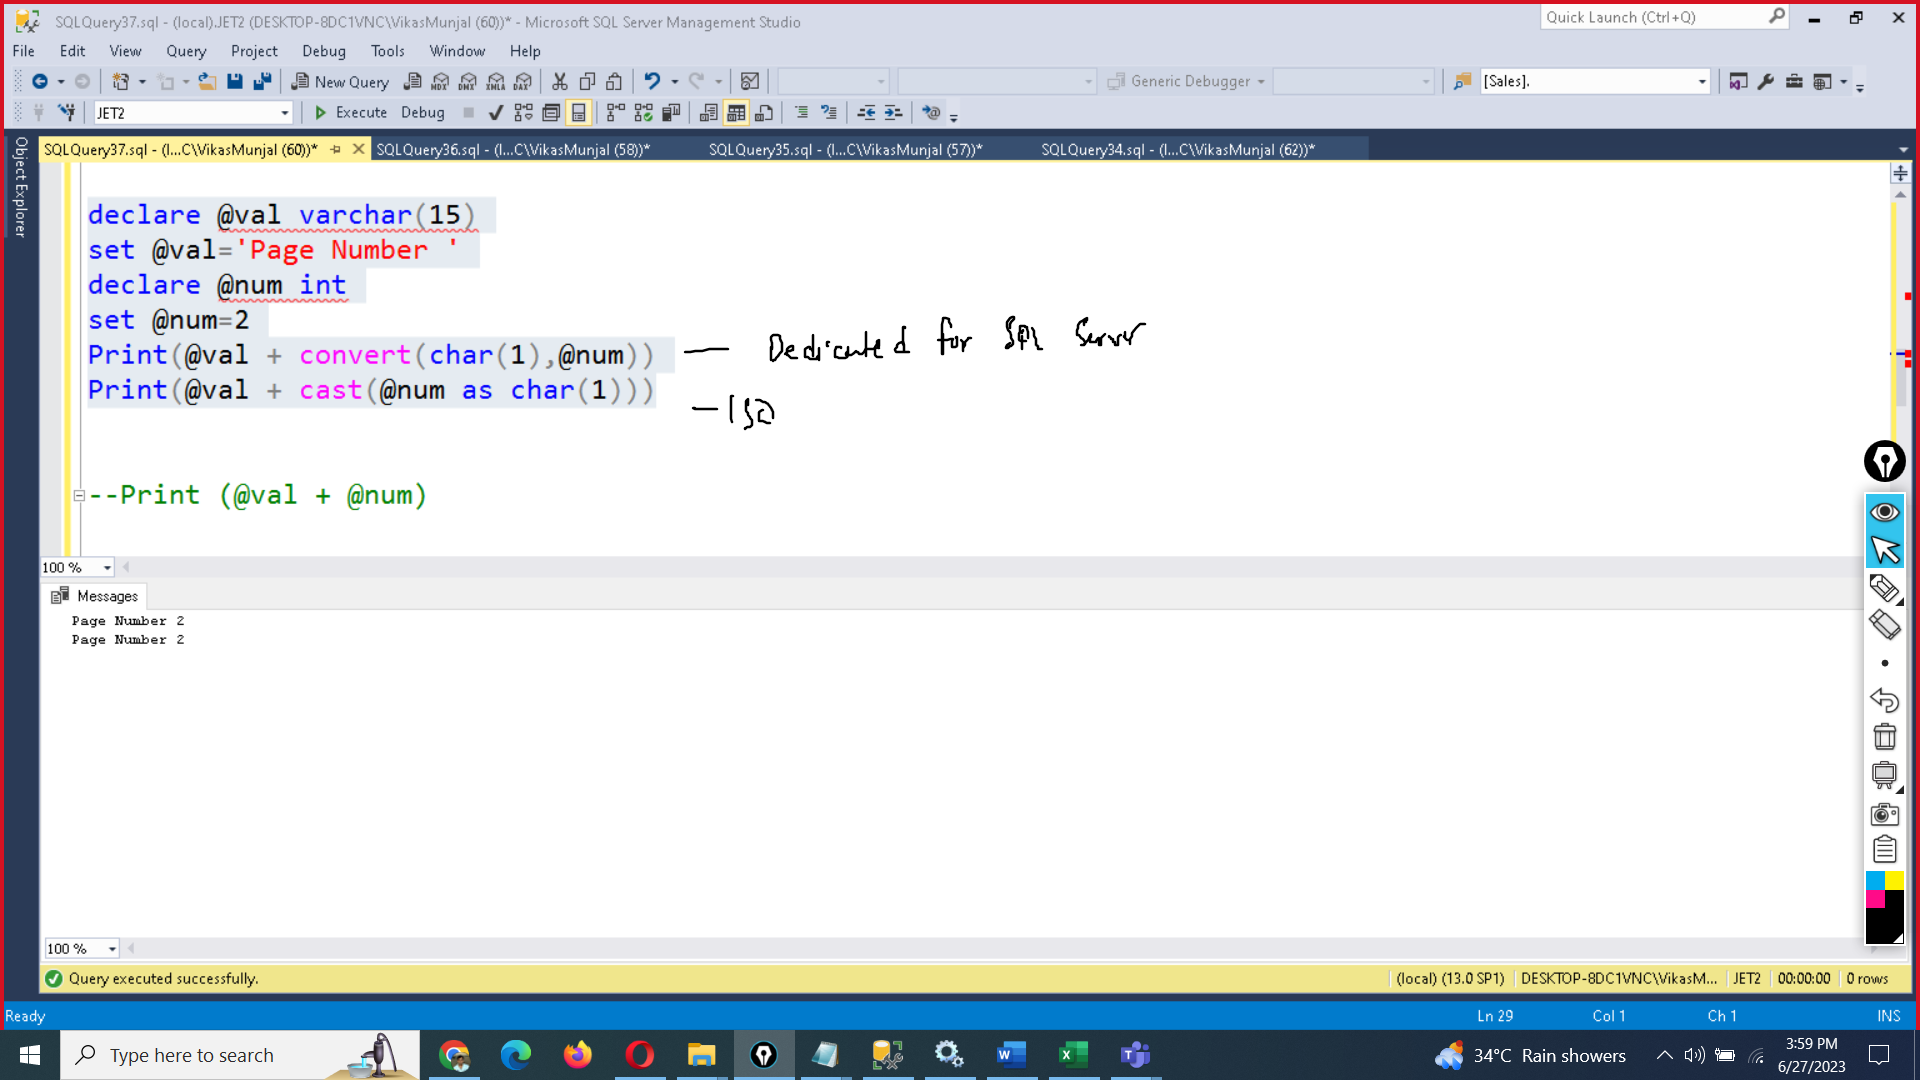 SQLQuery37.sql - (local).JET2 (DESKTOP-8DC1VNC\VikasMunjal (60))* - Microsoft SQL Server Management Studio
Quick Launch (Ctrl+Q)
File Edit View Query Project Debug Tools Window Help
New Query MDX DMX XMLA DAX Generic Debugger [Sales].
JET2 Execute Debug
Object Explorer
SQLQuery37.sql - (l...C\VikasMunjal (60))* SQLQuery36.sql - (l...C\VikasMunjal (58))* SQLQuery35.sql - (l...C\VikasMunjal (57))* SQLQuery34.sql - (l...C\VikasMunjal (62))*
declare @val varchar(15)
set @val='Page Number '
declare @num int
set @num=2
Print(@val + convert(char(1),@num)) — Dedicated for SQL Server
Print(@val + cast(@num as char(1)))
— ISO
--Print (@val + @num)
100 %
Messages
Page Number 2
Page Number 2
100 %
Query executed successfully. (local) (13.0 SP1) DESKTOP-8DC1VNC\VikasM... JET2 00:00:00 0 rows
Ready Ln 29 Col 1 Ch 1 INS
Type here to search 34°C Rain showers 3:59 PM
6/27/2023